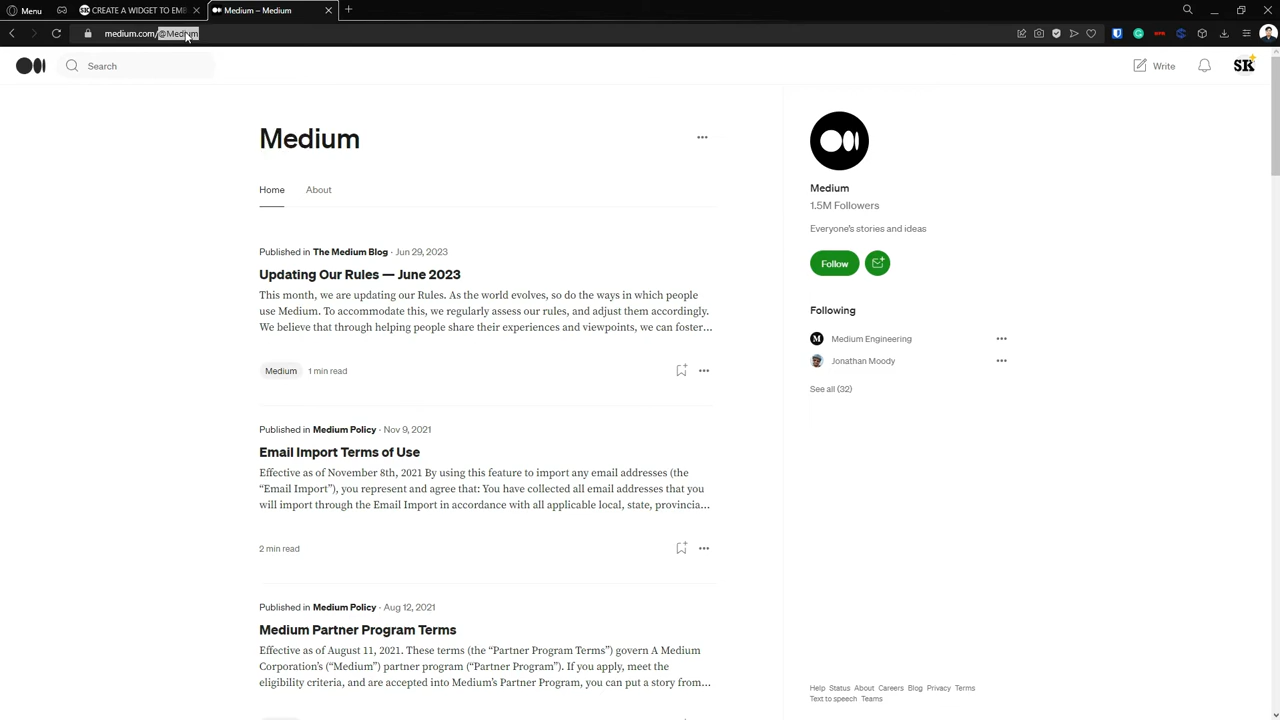 Menu
CREATE A WIDGET TO EMB
Medium – Medium
medium.com/@Medium
Search
Write
SK
Medium
Home
About
Published in The Medium Blog · Jun 29, 2023
Updating Our Rules — June 2023
This month, we are updating our Rules. As the world evolves, so do the ways in which people
use Medium. To accommodate this, we regularly assess our rules, and adjust them accordingly.
We believe that through helping people share their experiences and viewpoints, we can foster…
Medium
1 min read
Published in Medium Policy · Nov 9, 2021
Email Import Terms of Use
Effective as of November 8th, 2021 By using this feature to import any email addresses (the
“Email Import”), you represent and agree that: You have collected all email addresses that you
will import through the Email Import in accordance with all applicable local, state, provincia…
2 min read
Published in Medium Policy · Aug 12, 2021
Medium Partner Program Terms
Effective as of August 11, 2021. These terms (the “Partner Program Terms”) govern A Medium
Corporation’s (“Medium”) partner program (“Partner Program”). If you apply, meet the
eligibility criteria, and are accepted into Medium’s Partner Program, you can put a story from…
Medium
1.5M Followers
Everyone’s stories and ideas
Follow
Following
Medium Engineering
Jonathan Moody
See all (32)
Help Status About Careers Blog Privacy Terms
Text to speech Teams